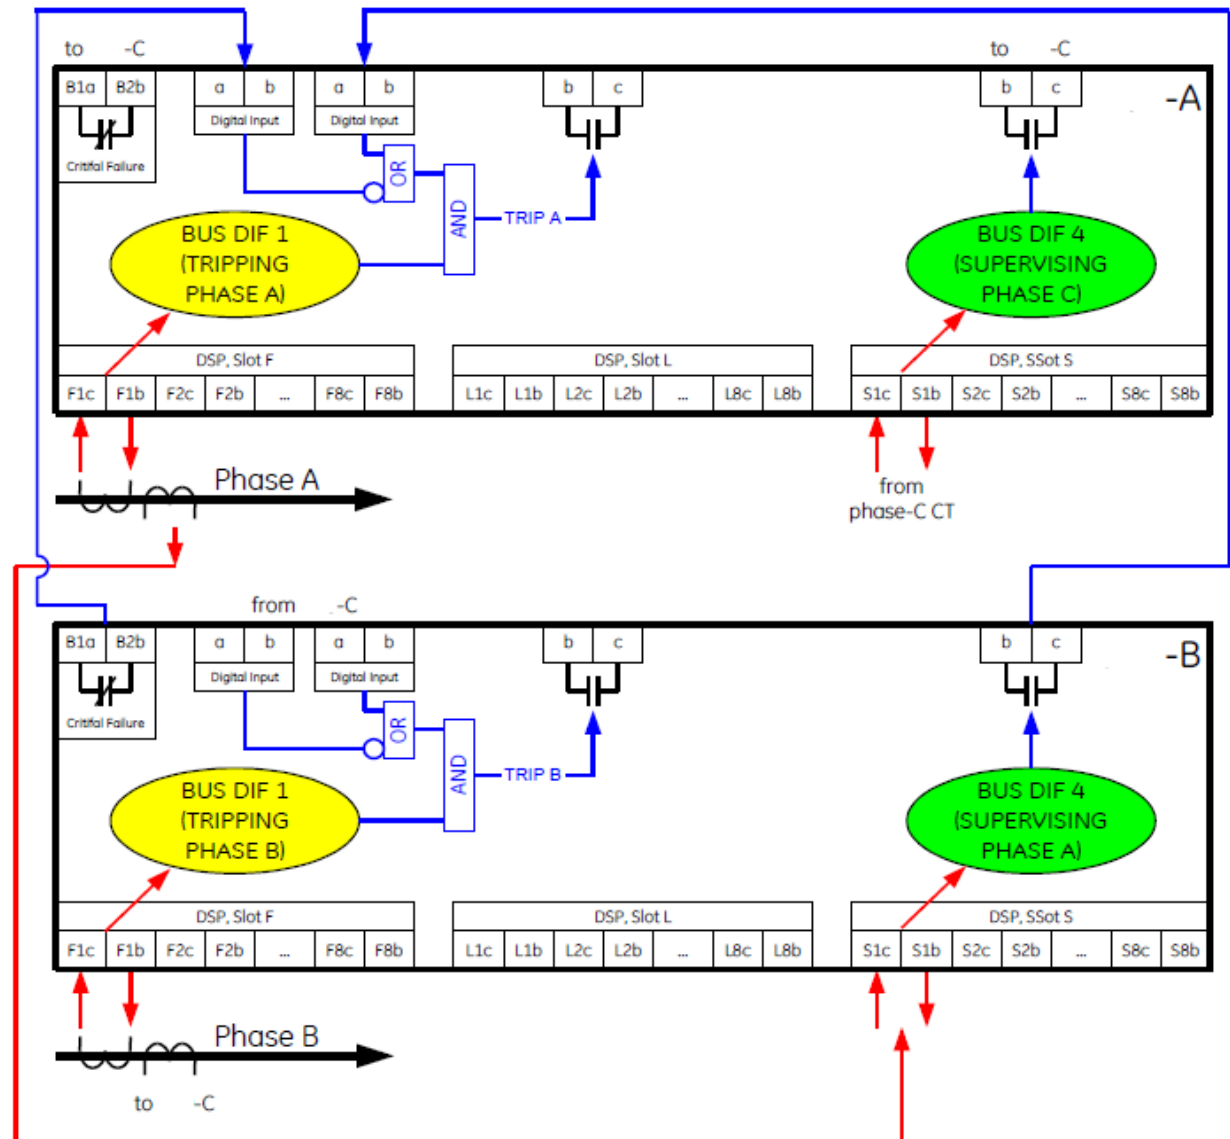 to -C
to -C
B1a B2b a b a b b c b c
-A
Digital Input Digital Input
Critifal Failure
OR
AND
TRIP A
BUS DIF 1
(TRIPPING
PHASE A)
BUS DIF 4
(SUPERVISING
PHASE C)
DSP, Slot F DSP, Slot L DSP, SSot S
F1c F1b F2c F2b ... F8c F8b L1c L1b L2c L2b ... L8c L8b S1c S1b S2c S2b ... S8c S8b
Phase A
from
phase-C CT
from -C
B1a B2b a b a b b c b c
-B
Digital Input Digital Input
Critifal Failure
OR
AND
TRIP B
BUS DIF 1
(TRIPPING
PHASE B)
BUS DIF 4
(SUPERVISING
PHASE A)
DSP, Slot F DSP, Slot L DSP, SSot S
F1c F1b F2c F2b ... F8c F8b L1c L1b L2c L2b ... L8c L8b S1c S1b S2c S2b ... S8c S8b
Phase B
to -C